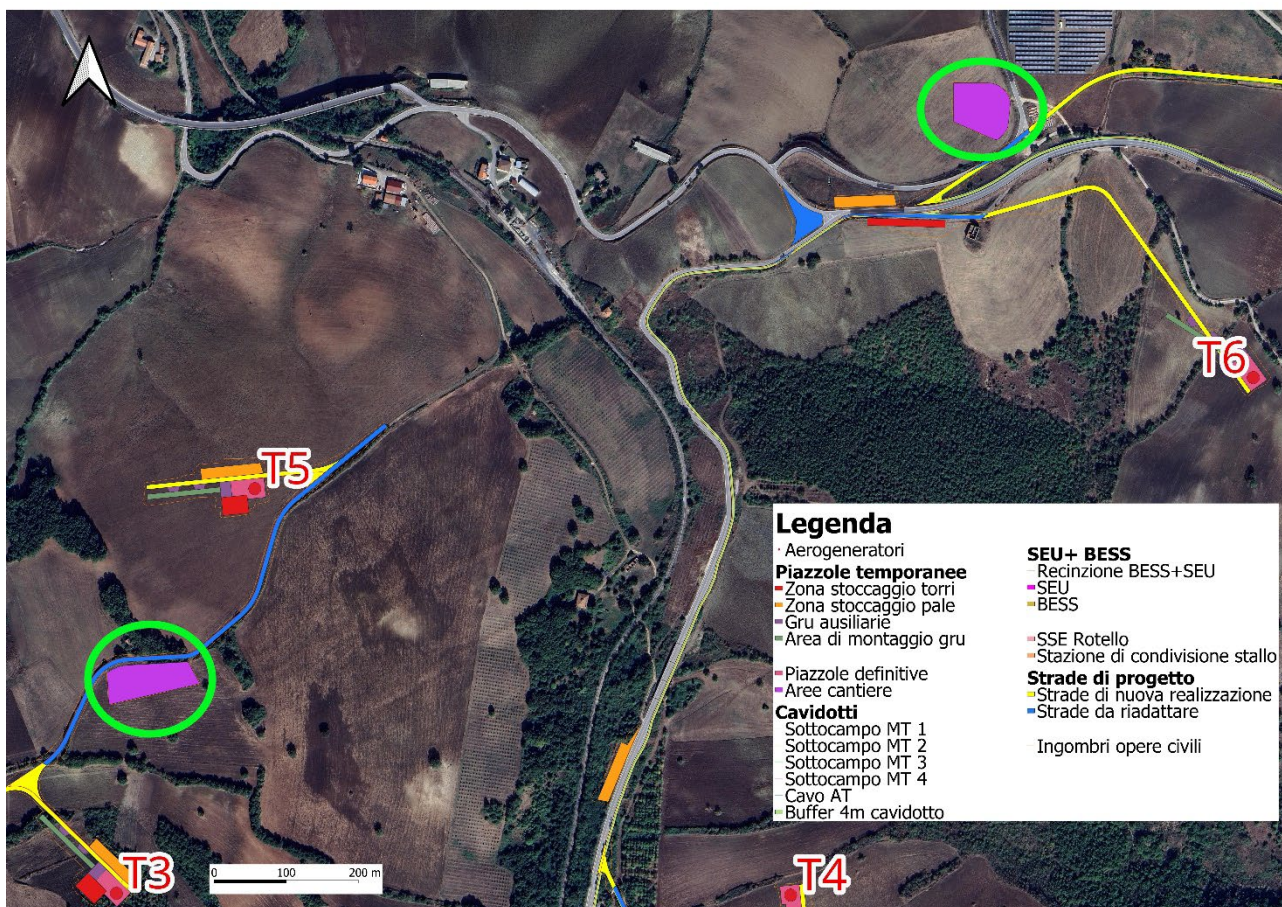 T6
T5
T3
T4
0 100 200 m
Legenda
Aerogeneratori
Piazzole temporanee
Zona stoccaggio torri
Zona stoccaggio pale
Gru ausiliarie
Area di montaggio gru
Piazzole definitive
Aree cantiere
Cavidotti
Sottocampo MT 1
Sottocampo MT 2
Sottocampo MT 3
Sottocampo MT 4
Cavo AT
Buffer 4m cavidotto
SEU+ BESS
Recinzione BESS+SEU
SEU
BESS
SSE Rotello
Stazione di condivisione stallo
Strade di progetto
Strade di nuova realizzazione
Strade da riadattare
Ingombri opere civili